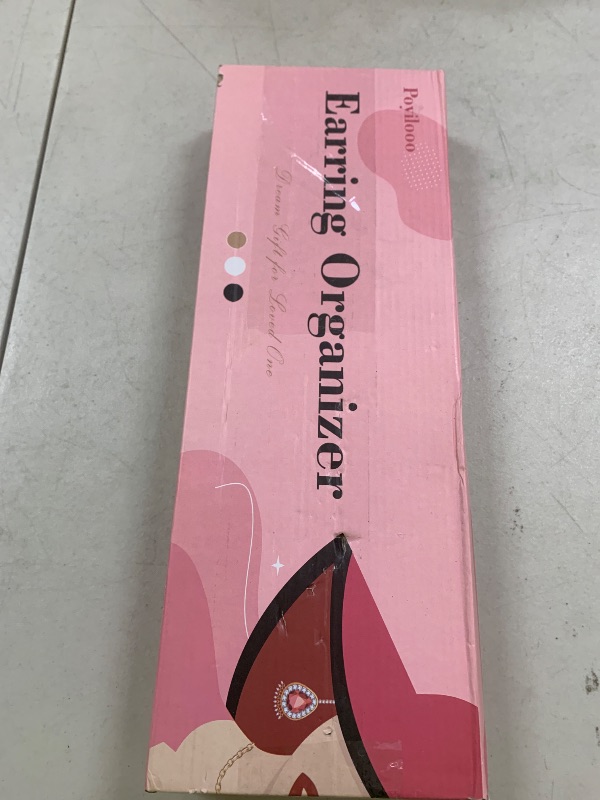 Poyilooo
Earring Organizer
Dream Gift for Loved One